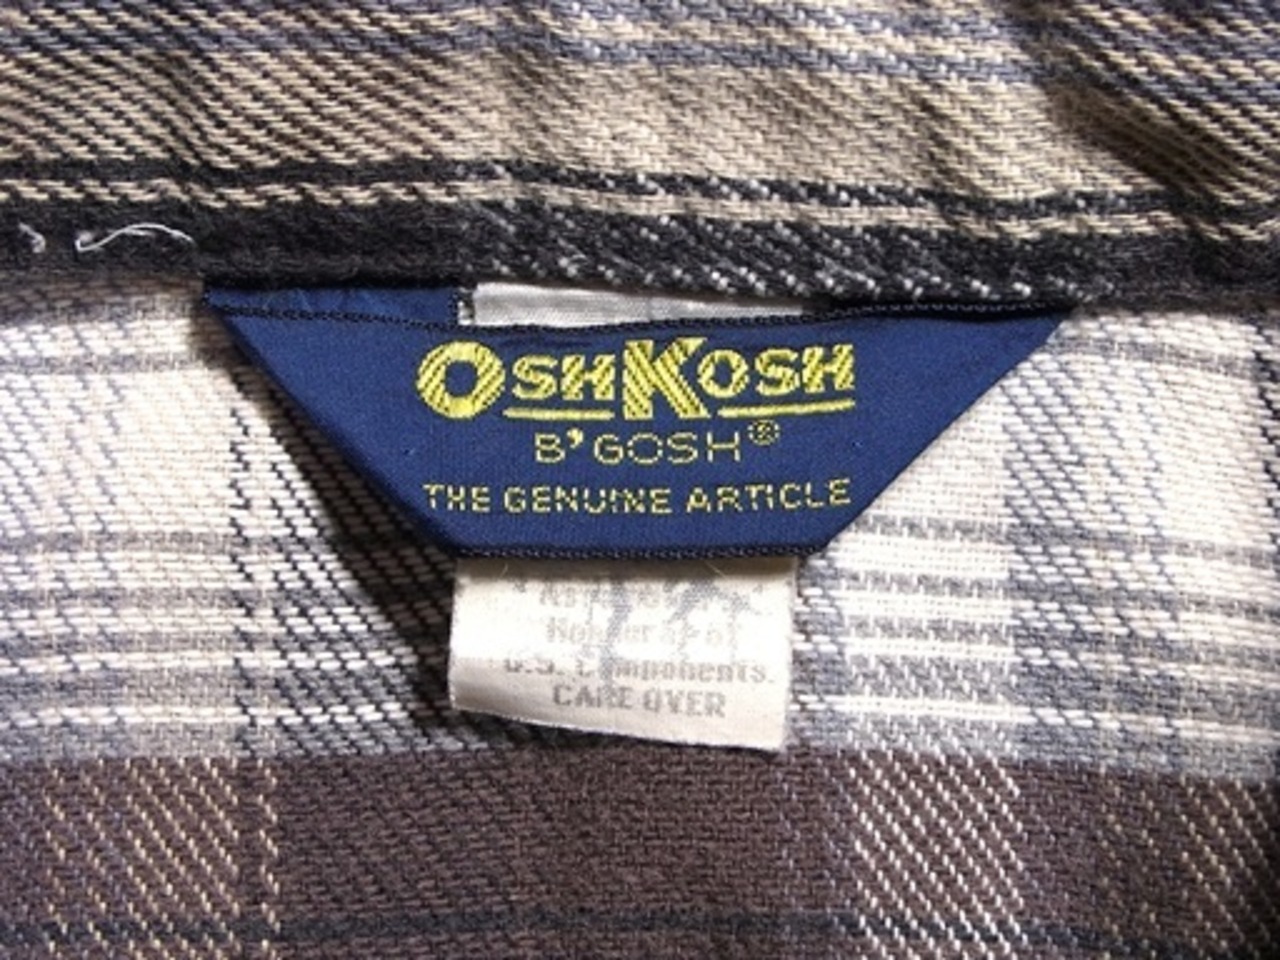 OSHKOSH
B'GOSH®
THE GENUINE ARTICLE
U.S. Components.
CARE OVER